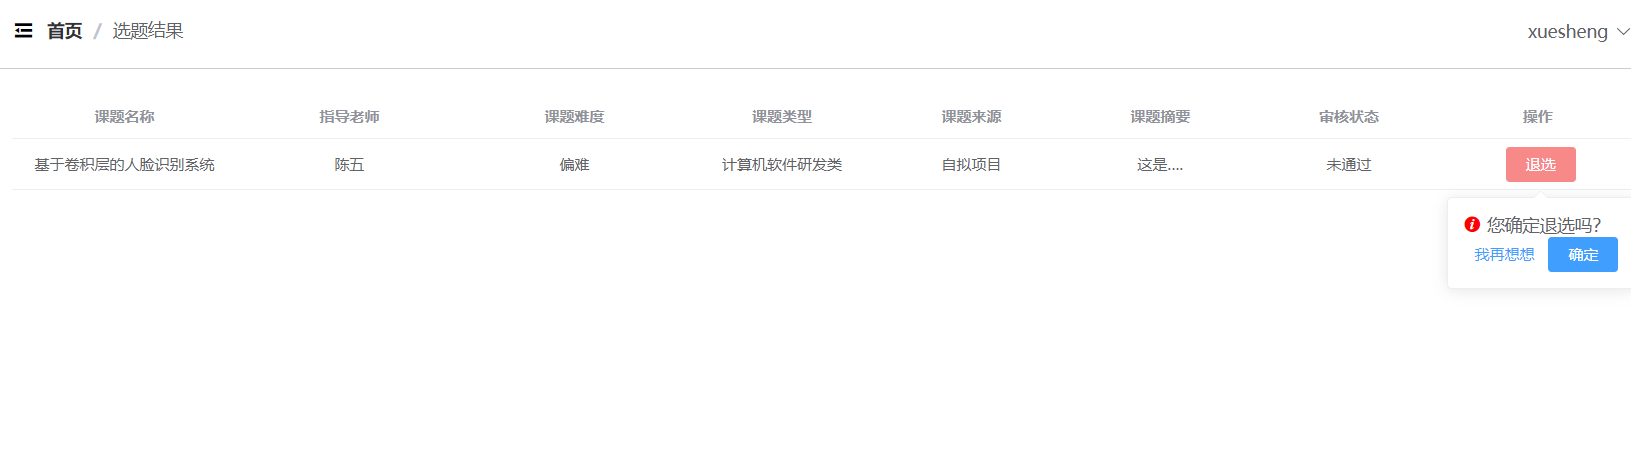 首页 / 选题结果 xuesheng
课题名称 指导老师 课题难度 课题类型 课题来源 课题摘要 审核状态 操作
基于卷积层的人脸识别系统 陈五 偏难 计算机软件研发类 自拟项目 这是.... 未通过 退选
您确定退选吗？
我再想想 确定